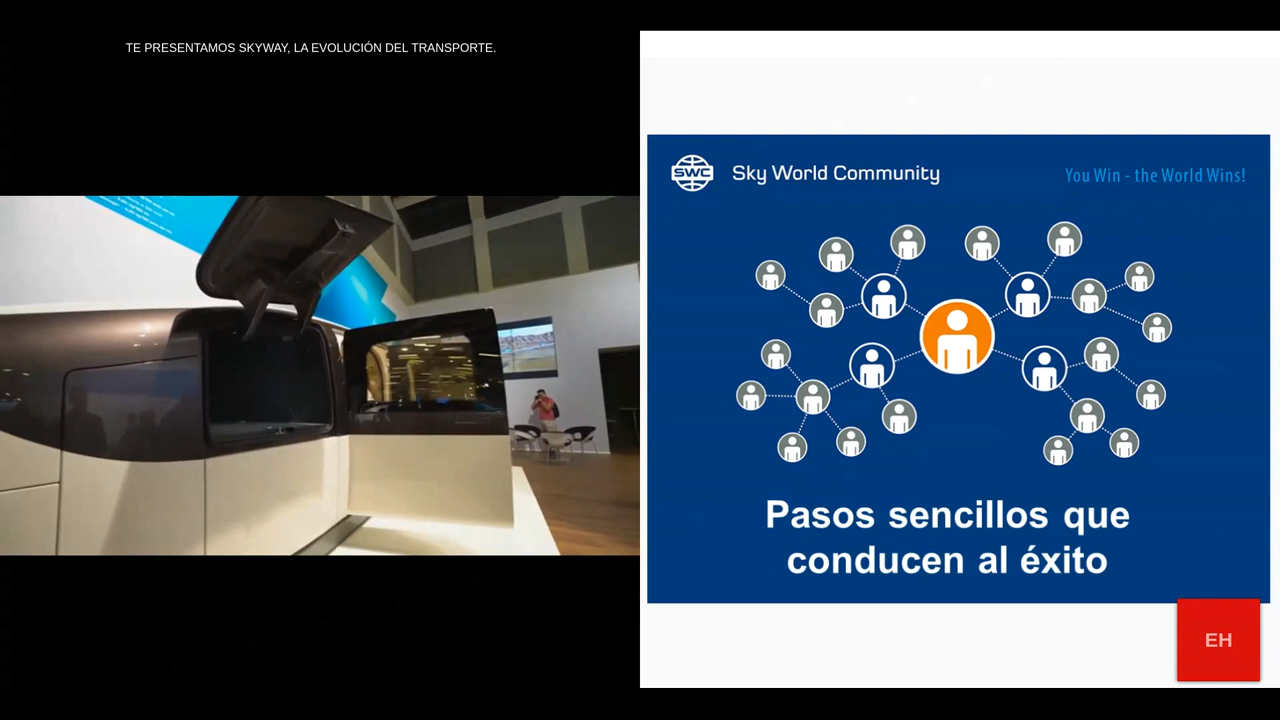 TE PRESENTAMOS SKYWAY, LA EVOLUCIÓN DEL TRANSPORTE.
SWC
Sky World Community
You Win - the World Wins!
Pasos sencillos que
conducen al éxito
EH